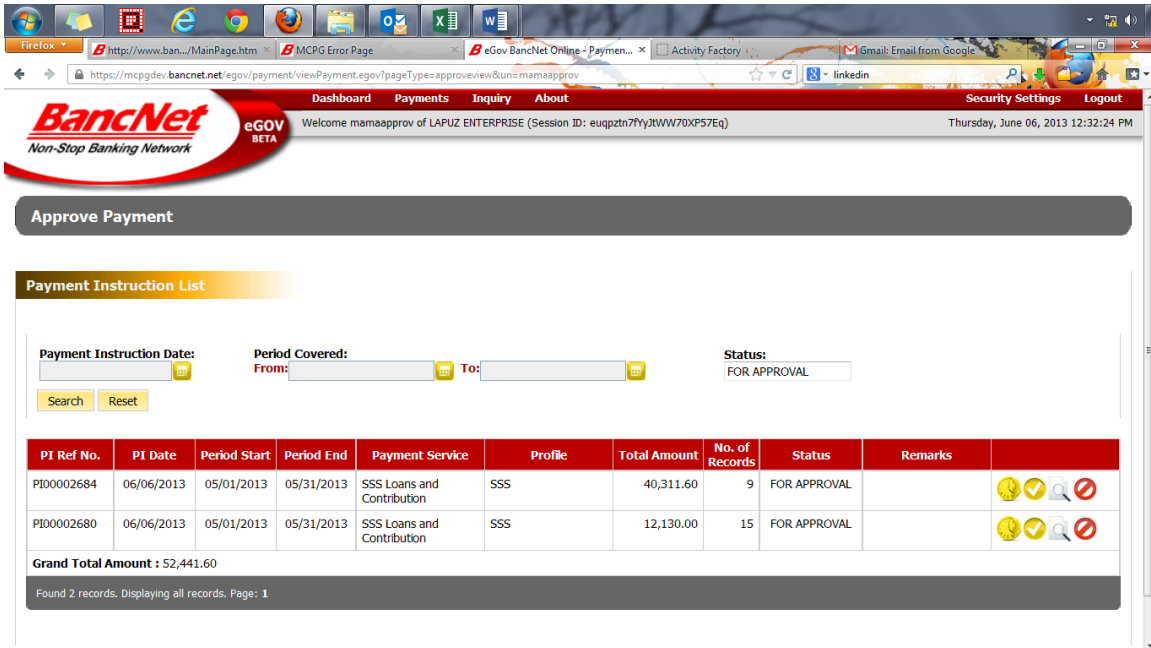 Firefox
http://www.ban.../MainPage.htm
MCPG Error Page
eGov BancNet Online - Paymen...
Activity Factory
Gmail: Email from Google
https://mcpgdev.bancnet.net/egov/payment/viewPayment.egov?pageType=approveview&un=mamaapprov
linkedin
Dashboard Payments Inquiry About
Security Settings Logout
BancNet
Non-Stop Banking Network
eGOV
BETA
Welcome mamaapprov of LAPUZ ENTERPRISE (Session ID: euqpztn7fYyJtWW70XP57Eq)
Thursday, June 06, 2013 12:32:24 PM
Approve Payment
Payment Instruction List
Payment Instruction Date: Period Covered: Status:
From: To: FOR APPROVAL
Search Reset
PI Ref No. PI Date Period Start Period End Payment Service Profile Total Amount No. of Records Status Remarks
PI00002684 06/06/2013 05/01/2013 05/31/2013 SSS Loans and Contribution SSS 40,311.60 9 FOR APPROVAL
PI00002680 06/06/2013 05/01/2013 05/31/2013 SSS Loans and Contribution SSS 12,130.00 15 FOR APPROVAL
Grand Total Amount : 52,441.60
Found 2 records. Displaying all records. Page: 1